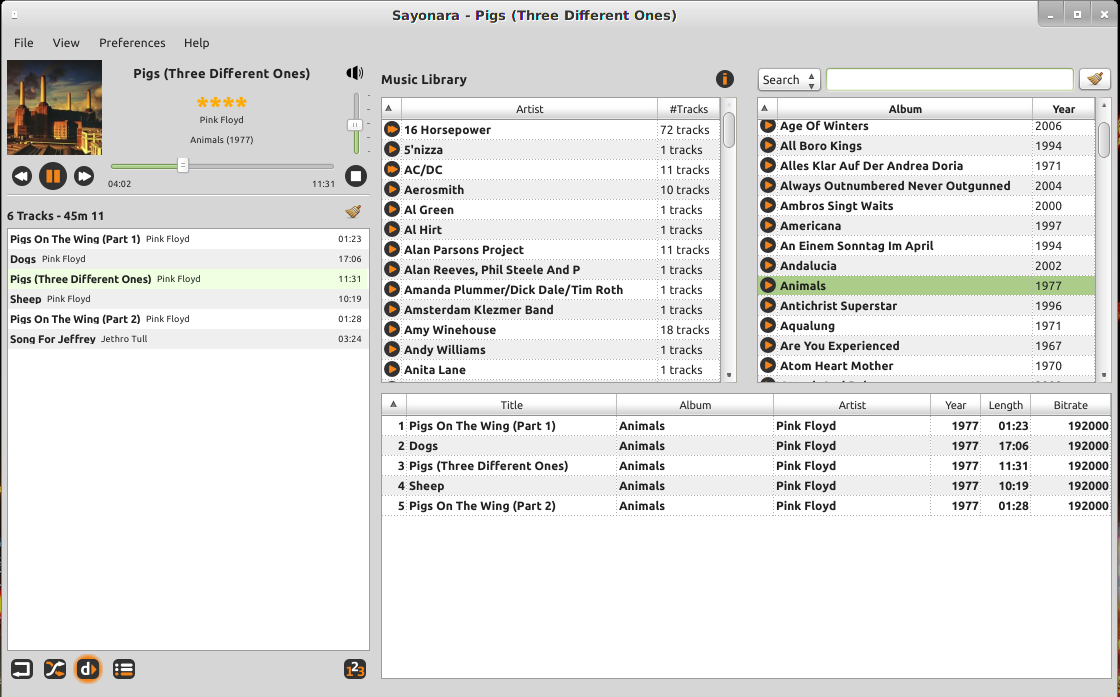 Sayonara - Pigs (Three Different Ones)
File View Preferences Help
Pigs (Three Different Ones)
Pink Floyd
Animals (1977)
04:02 11:31
6 Tracks - 45m 11
Pigs On The Wing (Part 1) Pink Floyd 01:23
Dogs Pink Floyd 17:06
Pigs (Three Different Ones) Pink Floyd 11:31
Sheep Pink Floyd 10:19
Pigs On The Wing (Part 2) Pink Floyd 01:28
Song For Jeffrey Jethro Tull 03:24
d
123
Music Library
i
Artist #Tracks
16 Horsepower 72 tracks
5'nizza 1 tracks
AC/DC 11 tracks
Aerosmith 10 tracks
Al Green 1 tracks
Al Hirt 1 tracks
Alan Parsons Project 11 tracks
Alan Reeves, Phil Steele And P 1 tracks
Amanda Plummer/Dick Dale/Tim Roth 1 tracks
Amsterdam Klezmer Band 1 tracks
Amy Winehouse 18 tracks
Andy Williams 1 tracks
Anita Lane 1 tracks
Search
Album Year
Age Of Winters 2006
All Boro Kings 1994
Alles Klar Auf Der Andrea Doria 1971
Always Outnumbered Never Outgunned 2004
Ambros Singt Waits 2000
Americana 1997
An Einem Sonntag Im April 1994
Andalucia 2002
Animals 1977
Antichrist Superstar 1996
Aqualung 1971
Are You Experienced 1967
Atom Heart Mother 1970
Title Album Artist Year Length Bitrate
1 Pigs On The Wing (Part 1) Animals Pink Floyd 1977 01:23 192000
2 Dogs Animals Pink Floyd 1977 17:06 192000
3 Pigs (Three Different Ones) Animals Pink Floyd 1977 11:31 192000
4 Sheep Animals Pink Floyd 1977 10:19 192000
5 Pigs On The Wing (Part 2) Animals Pink Floyd 1977 01:28 192000